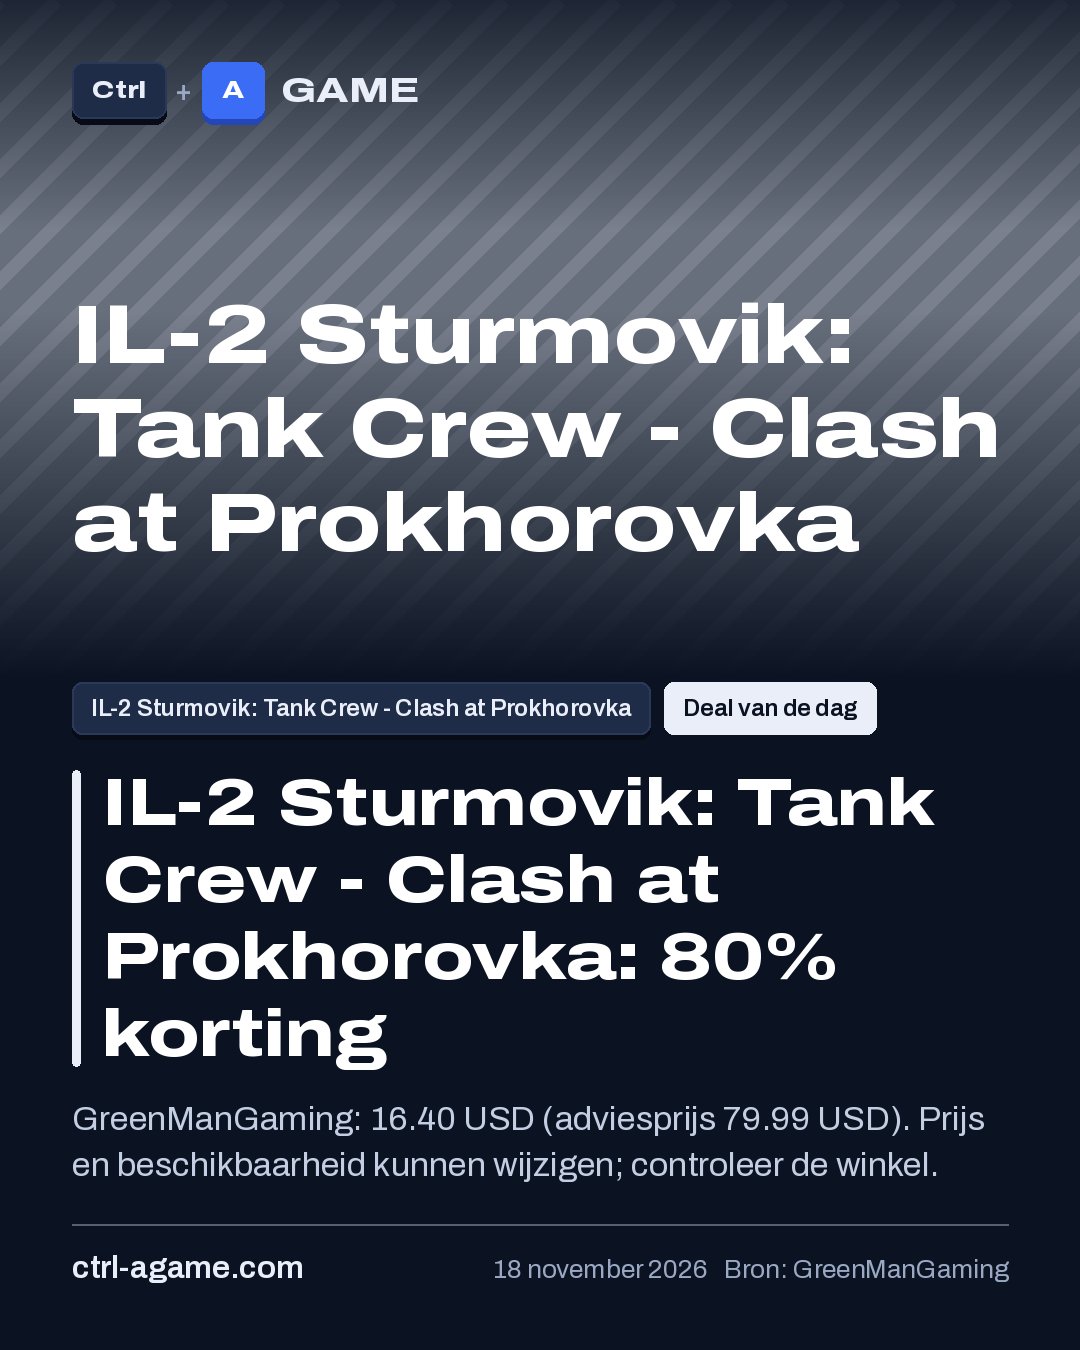 Ctrl + A GAME
IL-2 Sturmovik:
Tank Crew - Clash
at Prokhorovka
IL-2 Sturmovik: Tank Crew - Clash at Prokhorovka Deal van de dag
IL-2 Sturmovik: Tank
Crew - Clash at
Prokhorovka: 80%
korting
GreenManGaming: 16.40 USD (adviesprijs 79.99 USD). Prijs
en beschikbaarheid kunnen wijzigen; controleer de winkel.
ctrl-agame.com 18 november 2026 Bron: GreenManGaming